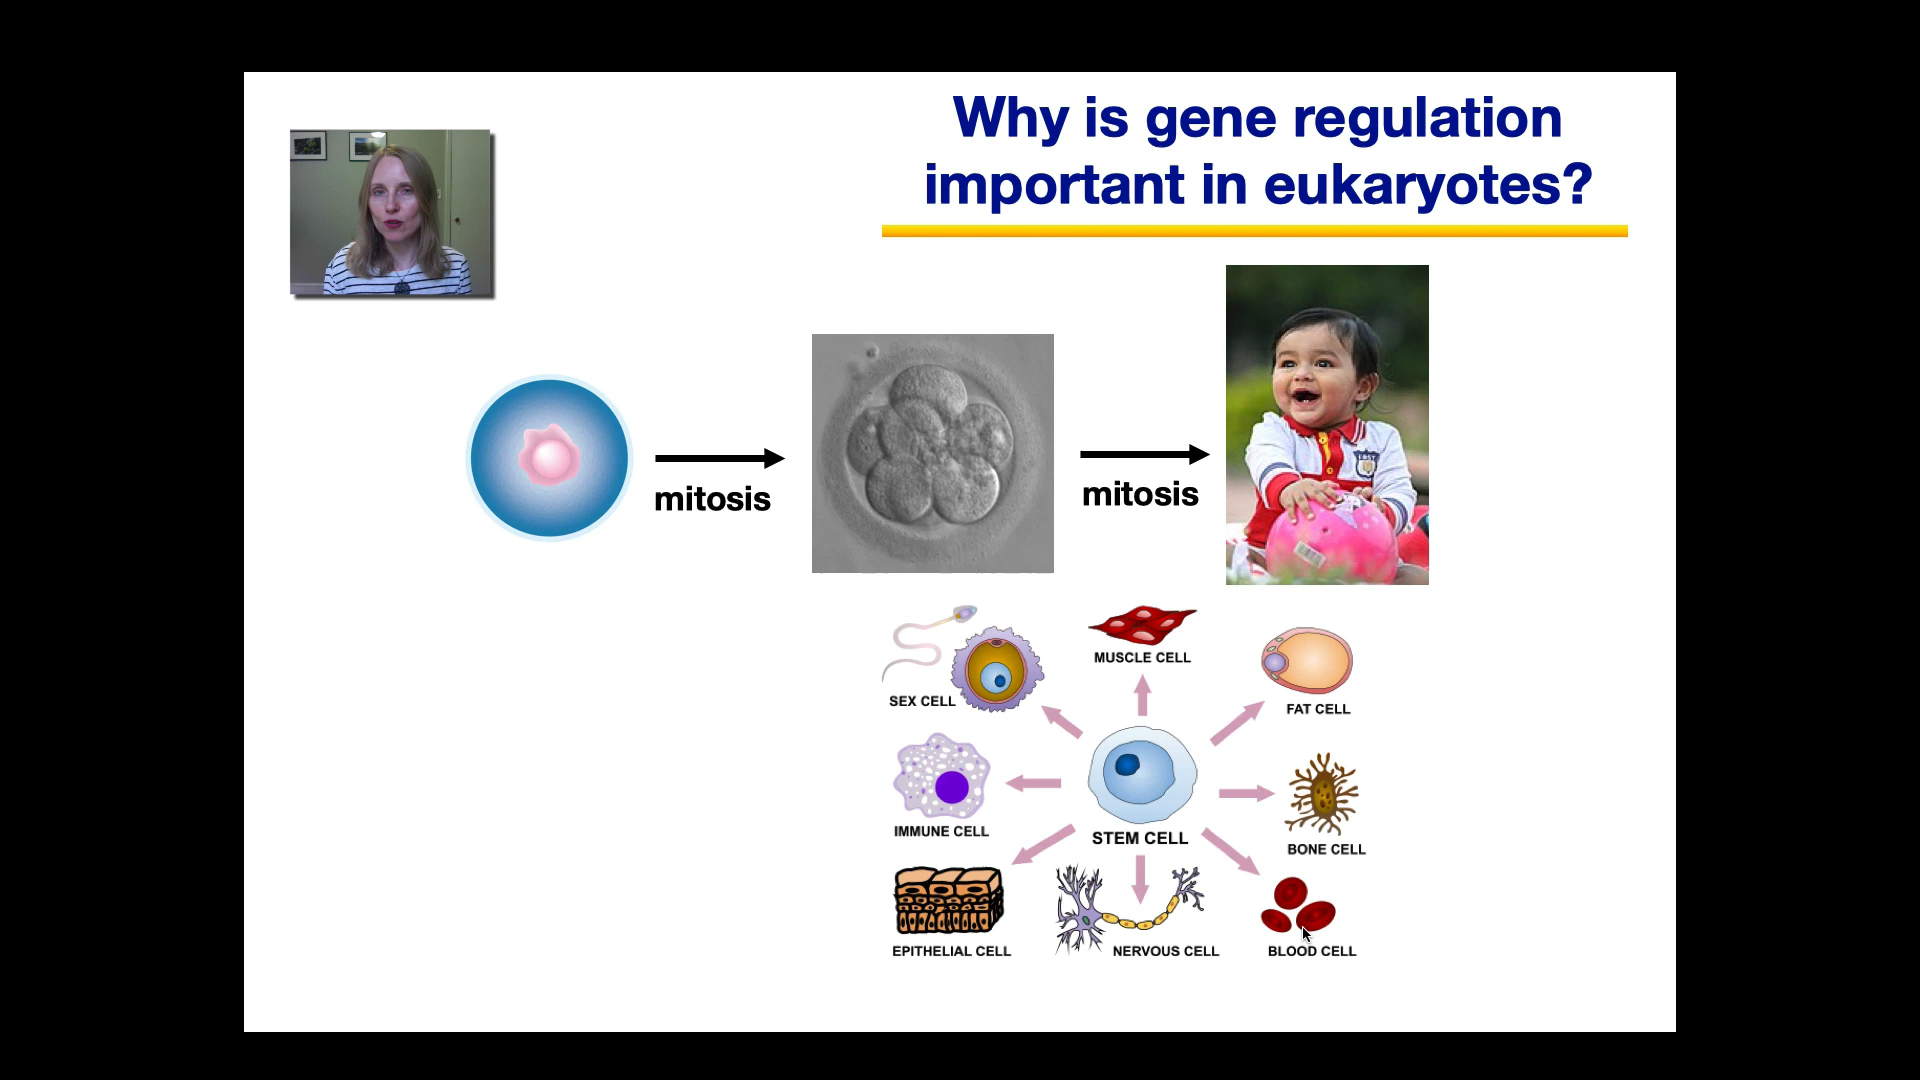 Why is gene regulation
important in eukaryotes?
mitosis
mitosis
MUSCLE CELL
SEX CELL
FAT CELL
IMMUNE CELL
STEM CELL
BONE CELL
EPITHELIAL CELL
NERVOUS CELL
BLOOD CELL